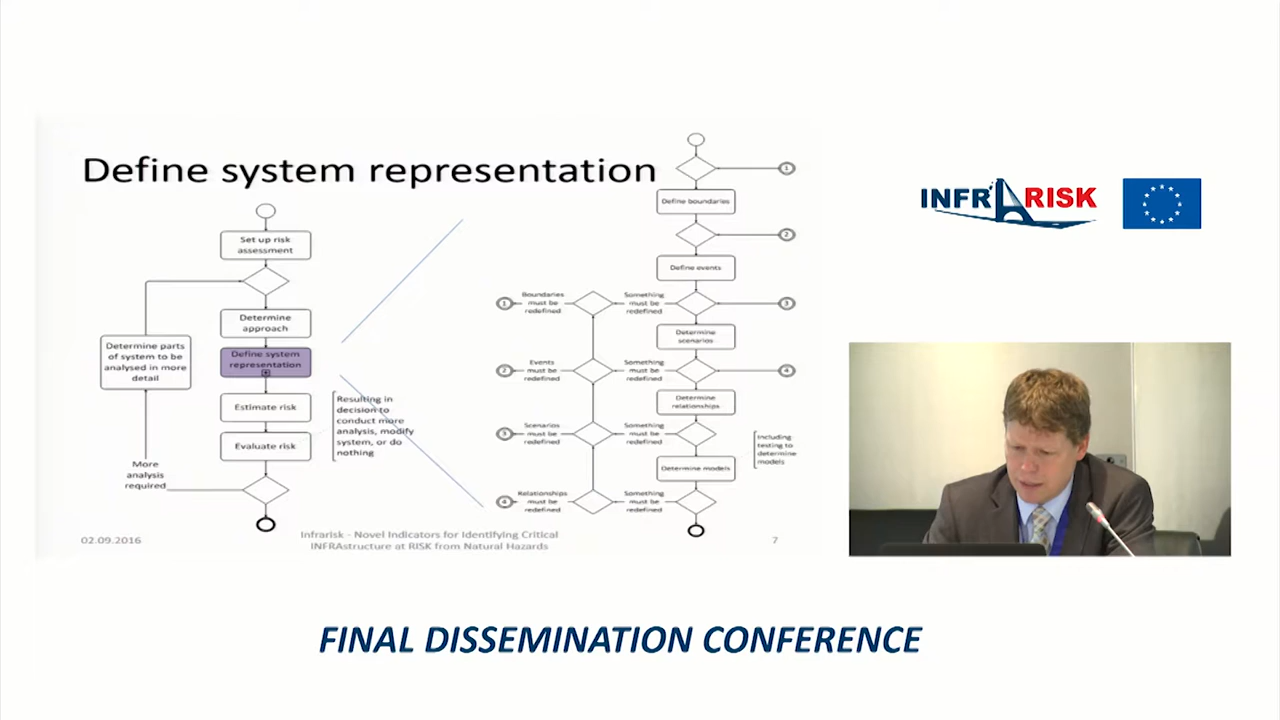 Define system representation
Set up risk
assessment
Determine
approach
Define system
representation
Determine parts
of system to be
analysed in more
detail
Estimate risk
Evaluate risk
Resulting in
decision to
conduct more
analysis, modify
system, or do
nothing
More
analysis
required
1
Define boundaries
2
Define events
1
Boundaries
must be
redefined
Something
must be
redefined
3
Determine
scenarios
2
Events
must be
redefined
Something
must be
redefined
4
Determine
relationships
3
Scenarios
must be
redefined
Something
must be
redefined
Including
testing to
determine
models
Determine models
4
Relationships
must be
redefined
Something
must be
redefined
02.09.2016
Infrarisk - Novel Indicators for Identifying Critical
INFRAstructure at RISK from Natural Hazards
7
INFRARISK
FINAL DISSEMINATION CONFERENCE